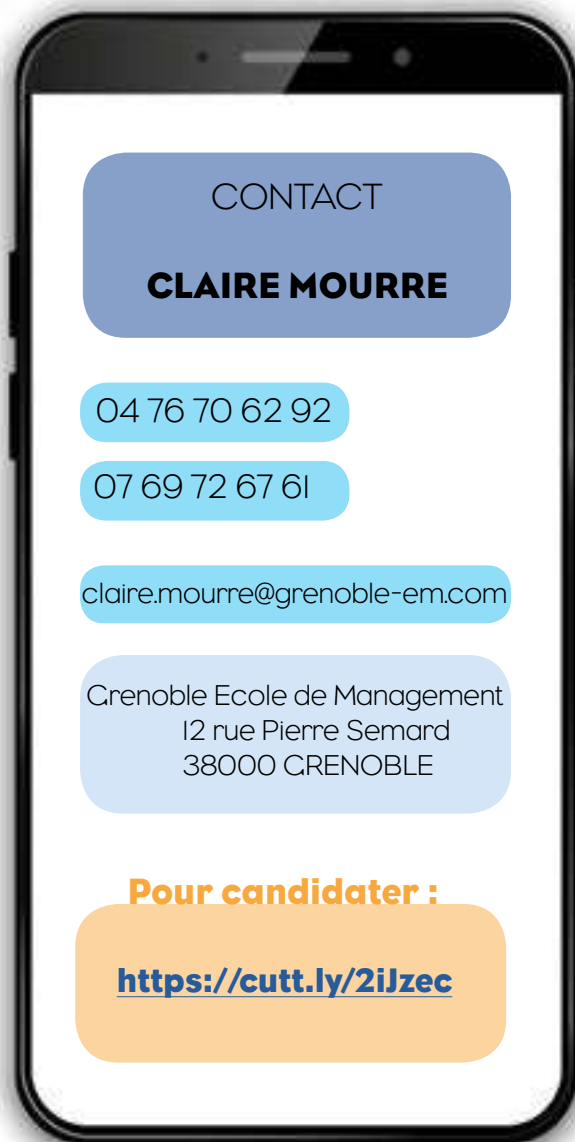 CONTACT
CLAIRE MOURRE
04 76 70 62 92
07 69 72 67 61
claire.mourre@grenoble-em.com
Grenoble Ecole de Management
12 rue Pierre Semard
38000 GRENOBLE
Pour candidater :
https://cutt.ly/2iJzec